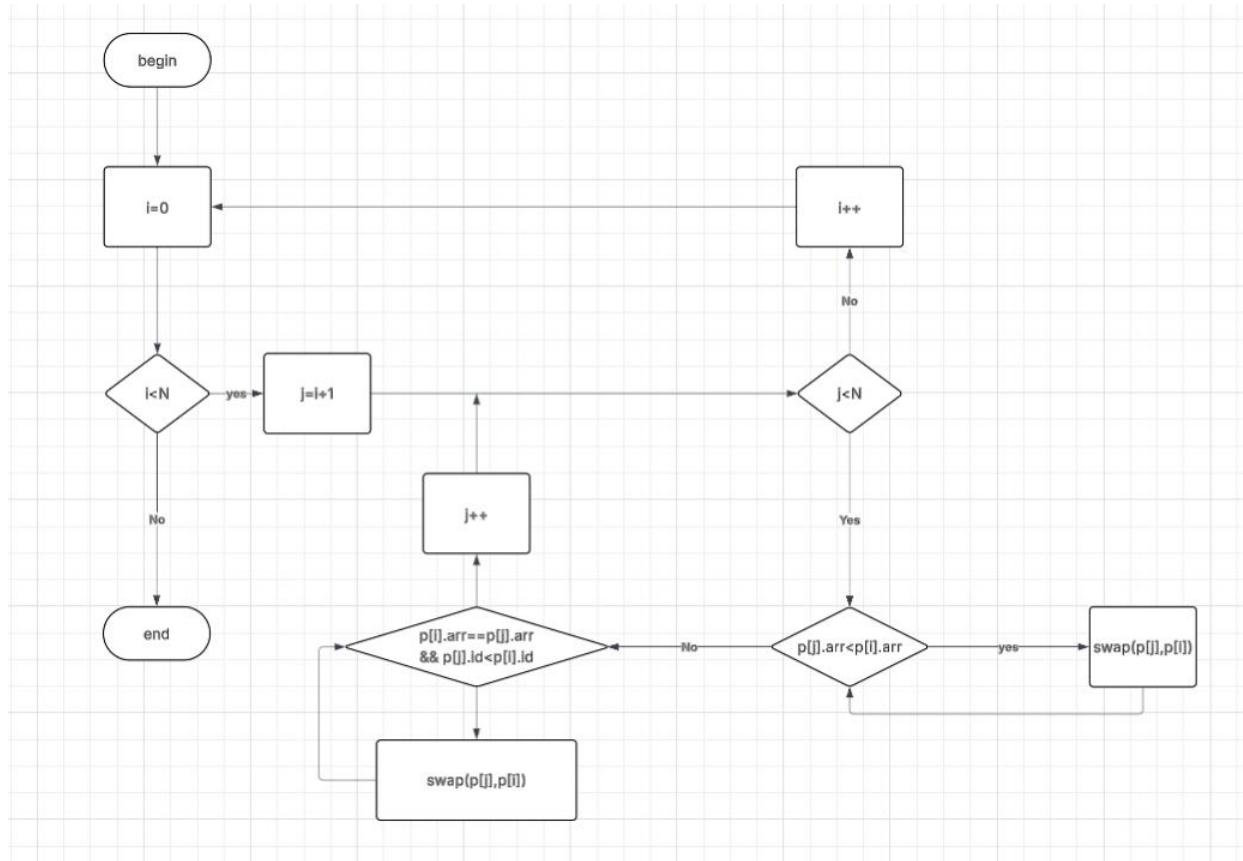 begin
i=0
i++
No
i<N
yes
j=i+1
j<N
j++
No
Yes
end
p[i].arr==p[j].arr
&& p[j].id<p[i].id
No
p[j].arr<p[i].arr
yes
swap(p[j],p[i])
swap(p[j],p[i])